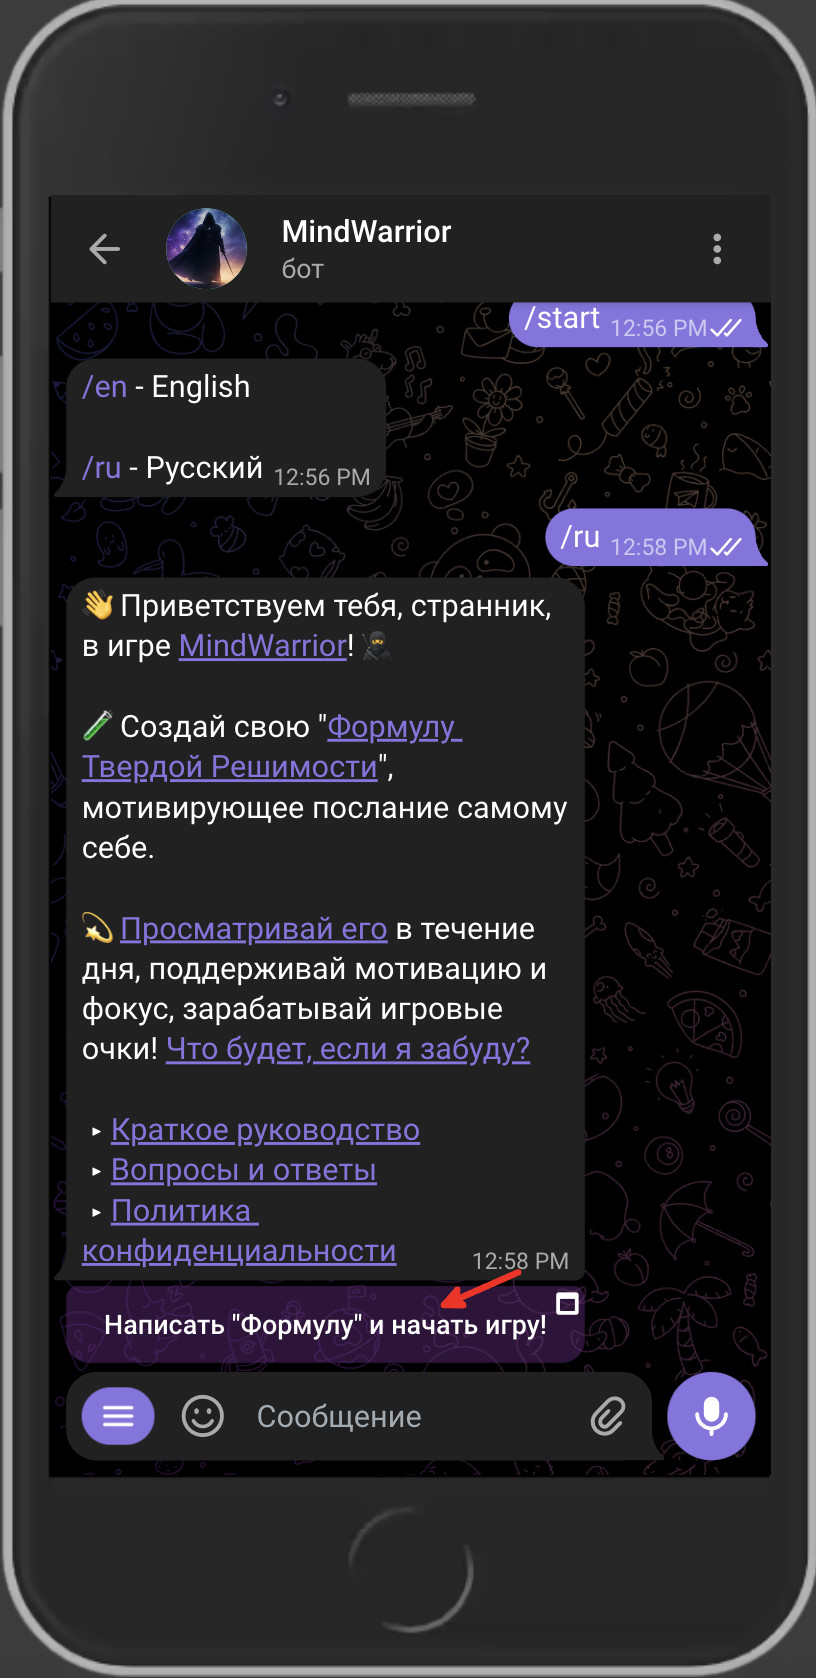 MindWarrior
бот
/start 12:56 PM
/en - English
/ru - Русский 12:56 PM
/ru 12:58 PM
👋 Приветствуем тебя, странник,
в игре MindWarrior! 🥷
🧪 Создай свою "Формулу
Твердой Решимости",
мотивирующее послание самому
себе.
💫 Просматривай его в течение
дня, поддерживай мотивацию и
фокус, зарабатывай игровые
очки! Что будет, если я забуду?
‣ Краткое руководство
‣ Вопросы и ответы
‣ Политика
конфиденциальности 12:58 PM
Написать "Формулу" и начать игру!
Сообщение